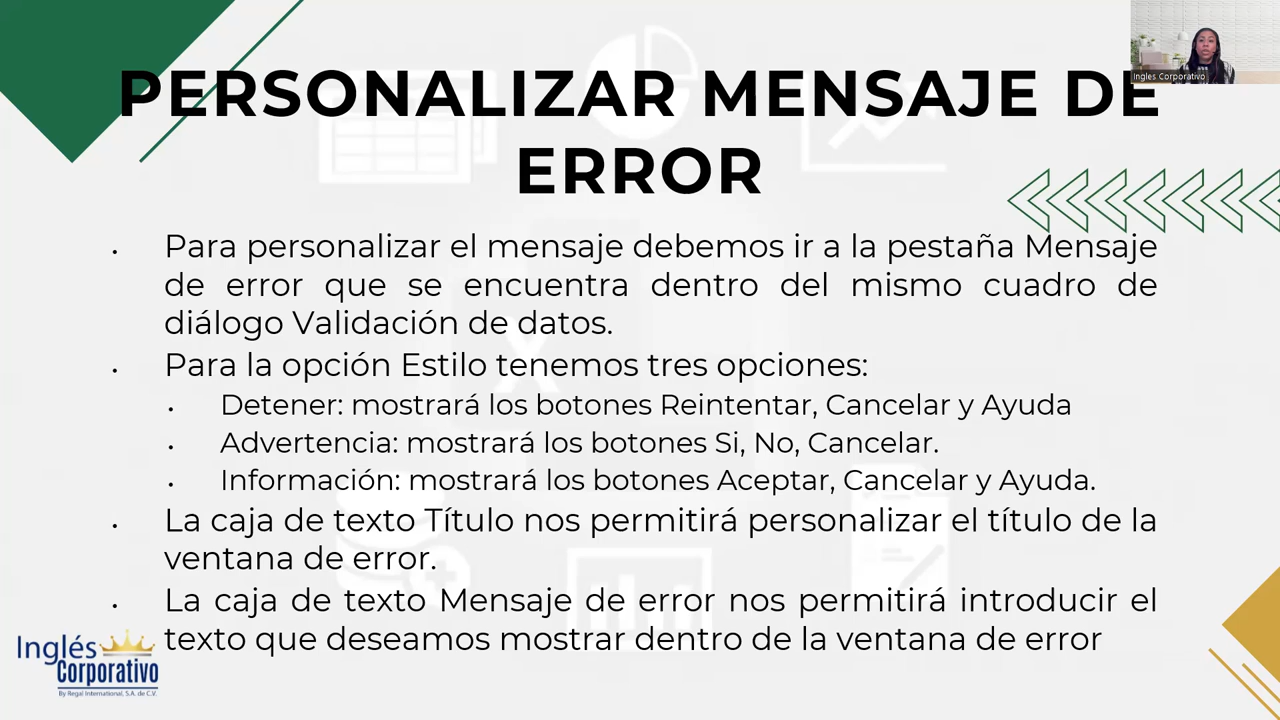 Ingles Corporativo
PERSONALIZAR MENSAJE DE
ERROR
• Para personalizar el mensaje debemos ir a la pestaña Mensaje
de error que se encuentra dentro del mismo cuadro de
diálogo Validación de datos.
• Para la opción Estilo tenemos tres opciones:
• Detener: mostrará los botones Reintentar, Cancelar y Ayuda
• Advertencia: mostrará los botones Si, No, Cancelar.
• Información: mostrará los botones Aceptar, Cancelar y Ayuda.
• La caja de texto Título nos permitirá personalizar el título de la
ventana de error.
• La caja de texto Mensaje de error nos permitirá introducir el
texto que deseamos mostrar dentro de la ventana de error
Inglés
Corporativo
By Regal International, S.A. de C.V.